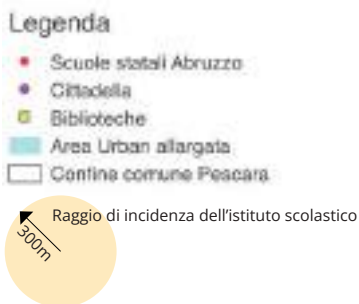 Legenda
Scuole statali Abruzzo
Cittadella
Biblioteche
Area Urban allargata
Confine comune Pescara
Raggio di incidenza dell’istituto scolastico
300m